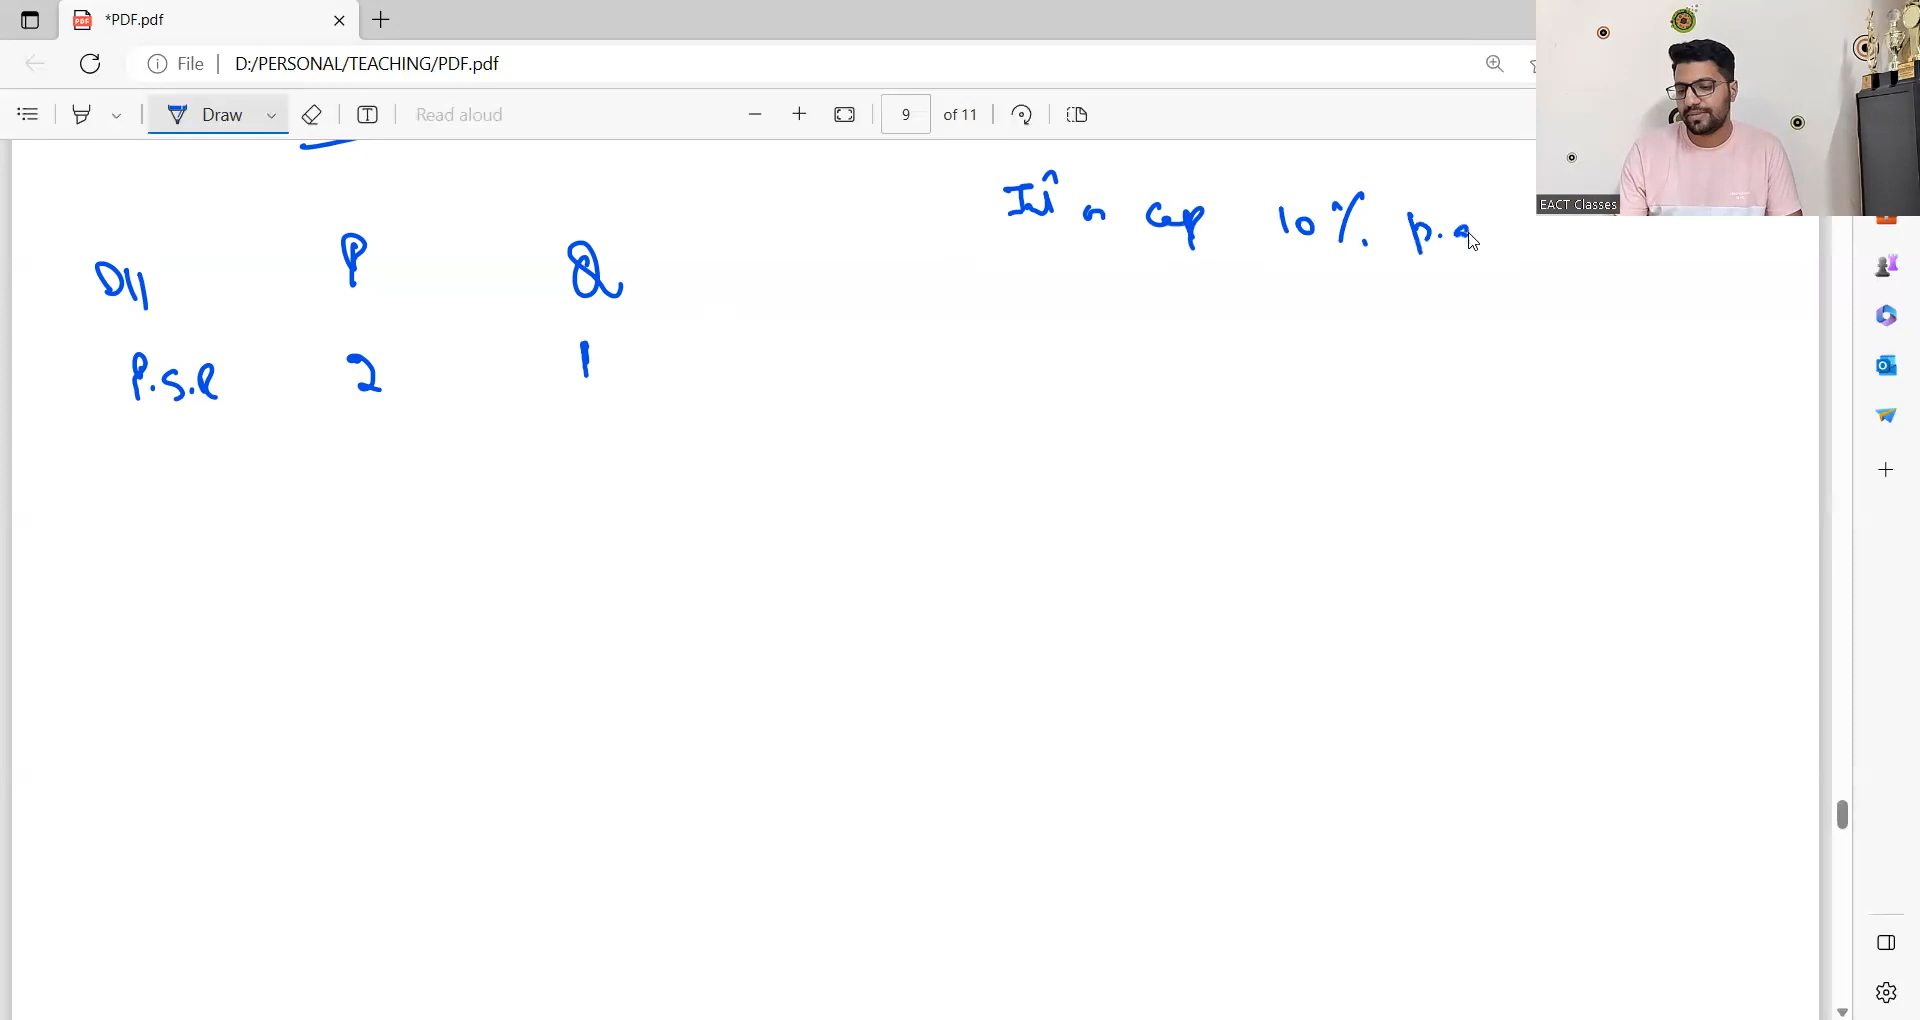 *PDF.pdf
File | D:/PERSONAL/TEACHING/PDF.pdf
Draw
Read aloud
9 of 11
EACT Classes
Int^ on Cap 10% p.a
D11 P Q
P.S.R 2 1